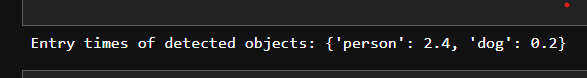 Entry times of detected objects: {'person': 2.4, 'dog': 0.2}